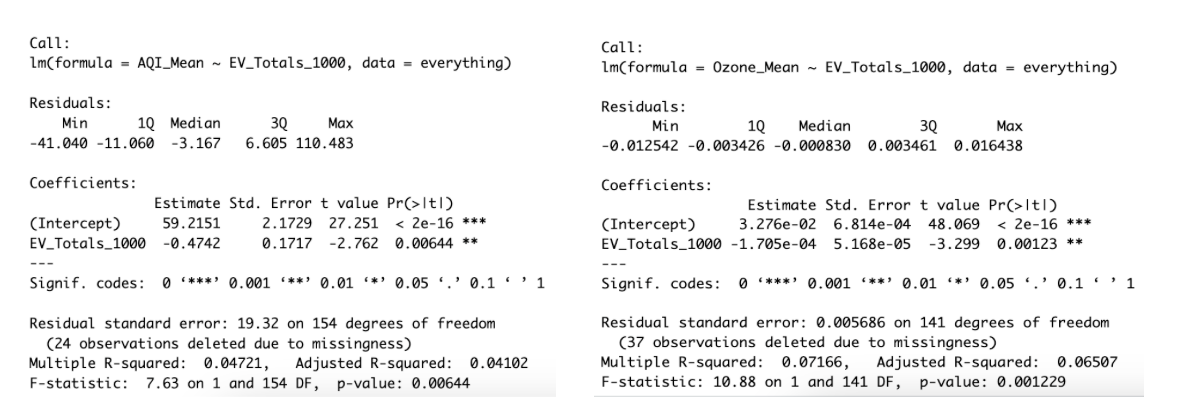 Call:
lm(formula = AQI_Mean ~ EV_Totals_1000, data = everything)
Residuals:
Min 1Q Median 3Q Max
-41.040 -11.060 -3.167 6.605 110.483
Coefficients:
Estimate Std. Error t value Pr(>|t|)
(Intercept) 59.2151 2.1729 27.251 < 2e-16 ***
EV_Totals_1000 -0.4742 0.1717 -2.762 0.00644 **
---
Signif. codes: 0 ‘***’ 0.001 ‘**’ 0.01 ‘*’ 0.05 ‘.’ 0.1 ‘ ’ 1
Residual standard error: 19.32 on 154 degrees of freedom
(24 observations deleted due to missingness)
Multiple R-squared: 0.04721, Adjusted R-squared: 0.04102
F-statistic: 7.63 on 1 and 154 DF, p-value: 0.00644
Call:
lm(formula = Ozone_Mean ~ EV_Totals_1000, data = everything)
Residuals:
Min 1Q Median 3Q Max
-0.012542 -0.003426 -0.000830 0.003461 0.016438
Coefficients:
Estimate Std. Error t value Pr(>|t|)
(Intercept) 3.276e-02 6.814e-04 48.069 < 2e-16 ***
EV_Totals_1000 -1.705e-04 5.168e-05 -3.299 0.00123 **
---
Signif. codes: 0 ‘***’ 0.001 ‘**’ 0.01 ‘*’ 0.05 ‘.’ 0.1 ‘ ’ 1
Residual standard error: 0.005686 on 141 degrees of freedom
(37 observations deleted due to missingness)
Multiple R-squared: 0.07166, Adjusted R-squared: 0.06507
F-statistic: 10.88 on 1 and 141 DF, p-value: 0.001229